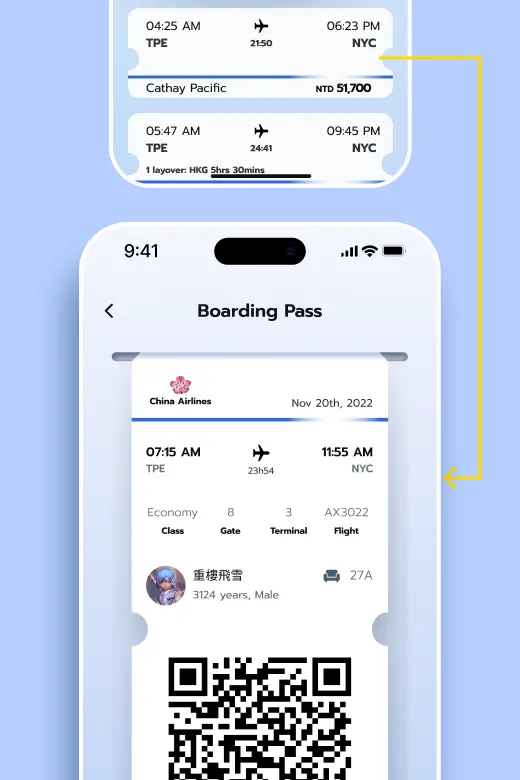 04:25 AM 06:23 PM
TPE 21:50 NYC
Cathay Pacific NTD 51,700
05:47 AM 09:45 PM
TPE 24:41 NYC
1 layover: HKG 5hrs 30mins
9:41
Boarding Pass
China Airlines
Nov 20th, 2022
07:15 AM 11:55 AM
TPE 23h54 NYC
Economy 8 3 AX3022
Class Gate Terminal Flight
重樓飛雪 27A
3124 years, Male